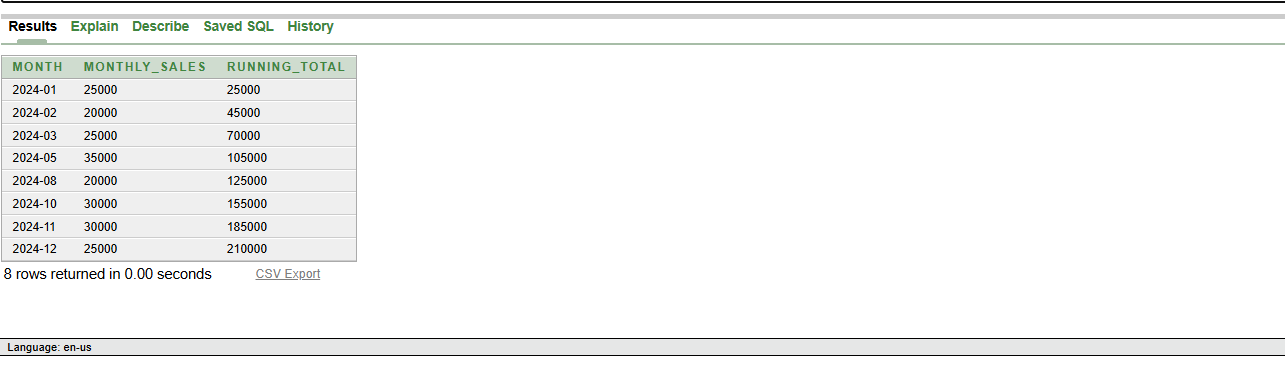 Results Explain Describe Saved SQL History
MONTH MONTHLY_SALES RUNNING_TOTAL
2024-01 25000 25000
2024-02 20000 45000
2024-03 25000 70000
2024-05 35000 105000
2024-08 20000 125000
2024-10 30000 155000
2024-11 30000 185000
2024-12 25000 210000
8 rows returned in 0.00 seconds CSV Export
Language: en-us